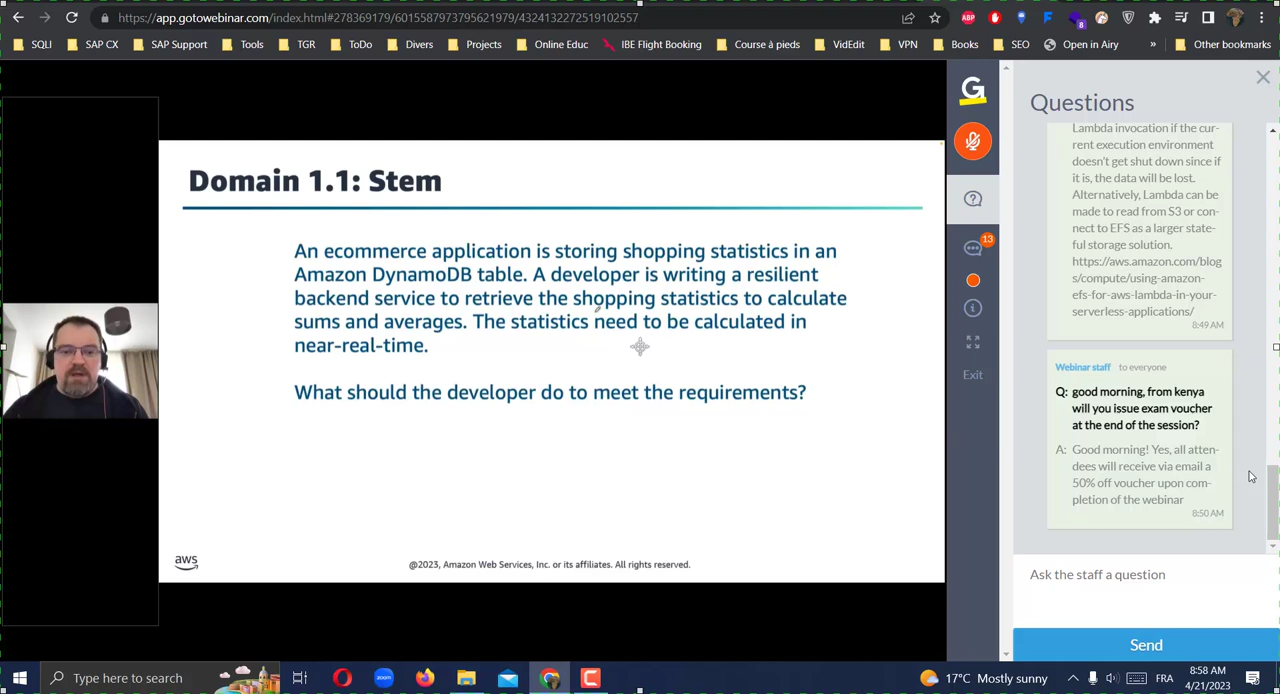 https://app.gotowebinar.com/index.html#278369179/601558797379562197​9/4324132272519102557
ABP
8
SQLI
SAP CX
SAP Support
Tools
TGR
ToDo
Divers
Projects
Online Educ
IBE Flight Booking
Course à pieds
VidEdit
VPN
Books
SEO
Open in Airy
»
Other bookmarks
Domain 1.1: Stem
An ecommerce application is storing shopping statistics in an
Amazon DynamoDB table. A developer is writing a resilient
backend service to retrieve the shopping statistics to calculate
sums and averages. The statistics need to be calculated in
near-real-time.
What should the developer do to meet the requirements?
aws
@2023, Amazon Web Services, Inc. or its affiliates. All rights reserved.
G
13
Exit
Questions
Lambda invocation if the cur-
rent execution environment
doesn't get shut down since if
it is, the data will be lost.
Alternatively, Lambda can be
made to read from S3 or con-
nect to EFS as a larger state-
ful storage solution.
https://aws.amazon.com/blog
s/compute/using-amazon-
efs-for-aws-lambda-in-your-
serverless-applications/
8:49 AM
Webinar staff to everyone
Q: good morning, from kenya
will you issue exam voucher
at the end of the session?
A: Good morning! Yes, all atten-
dees will receive via email a
50% off voucher upon com-
pletion of the webinar
8:50 AM
Ask the staff a question
Send
Type here to search
zoom
17°C Mostly sunny
FR
8:58 AM
4/21/2023